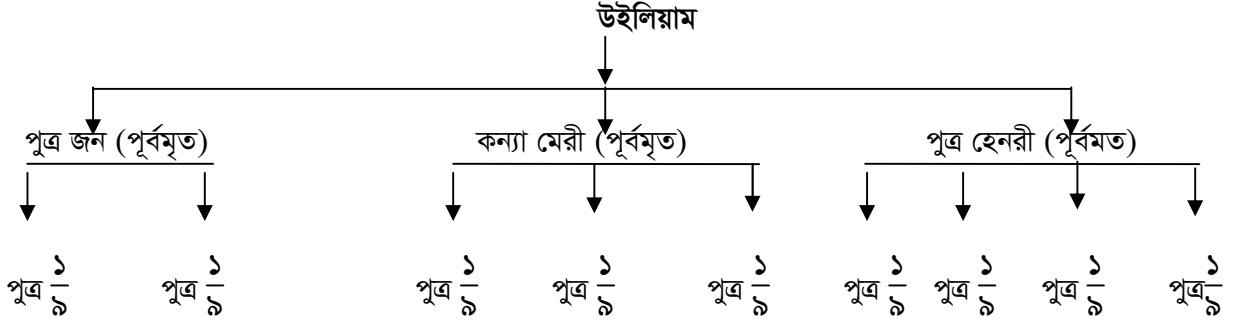 উইলিয়াম
পুত্র জন (পূর্বমৃত) কন্যা মেরী (পূর্বমৃত) পুত্র হেনরী (পূর্বমত)
পুত্র ১/৯ পুত্র ১/৯ পুত্র ১/৯ পুত্র ১/৯ পুত্র ১/৯ পুত্র ১/৯ পুত্র ১/৯ পুত্র ১/৯ পুত্র ১/৯